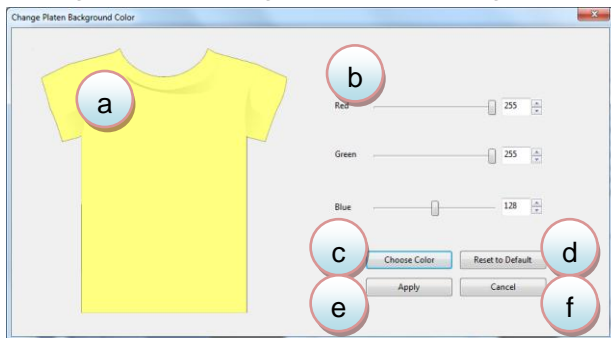 Change Platen Background Color
a
b
Red 255
Green 255
Blue 128
c Choose Color Reset to Default d
e Apply Cancel f